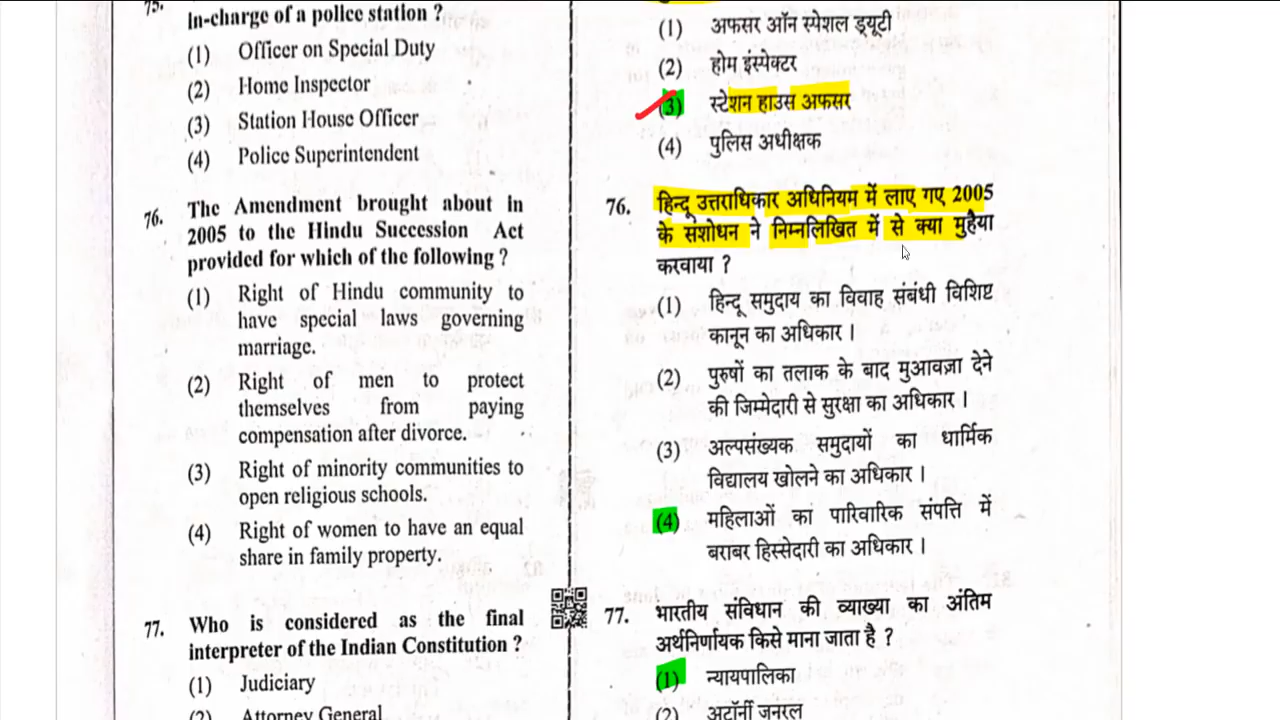 75.
in-charge of a police station ?
(1) Officer on Special Duty
(2) Home Inspector
(3) Station House Officer
(4) Police Superintendent
76. The Amendment brought about in
2005 to the Hindu Succession Act
provided for which of the following ?
(1) Right of Hindu community to
have special laws governing
marriage.
(2) Right of men to protect
themselves from paying
compensation after divorce.
(3) Right of minority communities to
open religious schools.
(4) Right of women to have an equal
share in family property.
77. Who is considered as the final
interpreter of the Indian Constitution ?
(1) Judiciary
(2) Attorney General
(1) अफसर ऑन स्पेशल ड्यूटी
(2) होम इंस्पेक्टर
(3) स्टेशन हाउस अफसर
(4) पुलिस अधीक्षक
76. हिन्दू उत्तराधिकार अधिनियम में लाए गए 2005
के संशोधन ने निम्नलिखित में से क्या मुहैया
करवाया ?
(1) हिन्दू समुदाय का विवाह संबंधी विशिष्ट
कानून का अधिकार ।
(2) पुरुषों का तलाक के बाद मुआवज़ा देने
की जिम्मेदारी से सुरक्षा का अधिकार ।
(3) अल्पसंख्यक समुदायों का धार्मिक
विद्यालय खोलने का अधिकार ।
(4) महिलाओं का पारिवारिक संपत्ति में
बराबर हिस्सेदारी का अधिकार ।
77. भारतीय संविधान की व्याख्या का अंतिम
अर्थनिर्णायक किसे माना जाता है ?
(1) न्यायपालिका
(2) अटॉर्नी जनरल